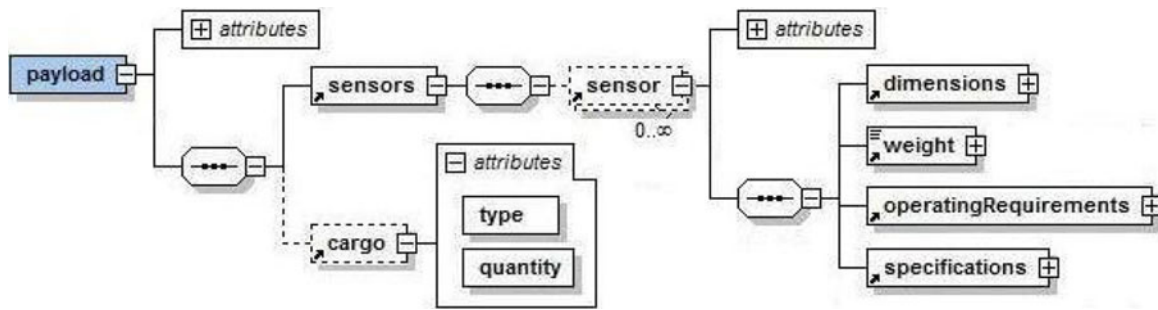 payload
attributes
sensors
sensor
0..∞
attributes
dimensions
weight
operatingRequirements
specifications
cargo
attributes
type
quantity